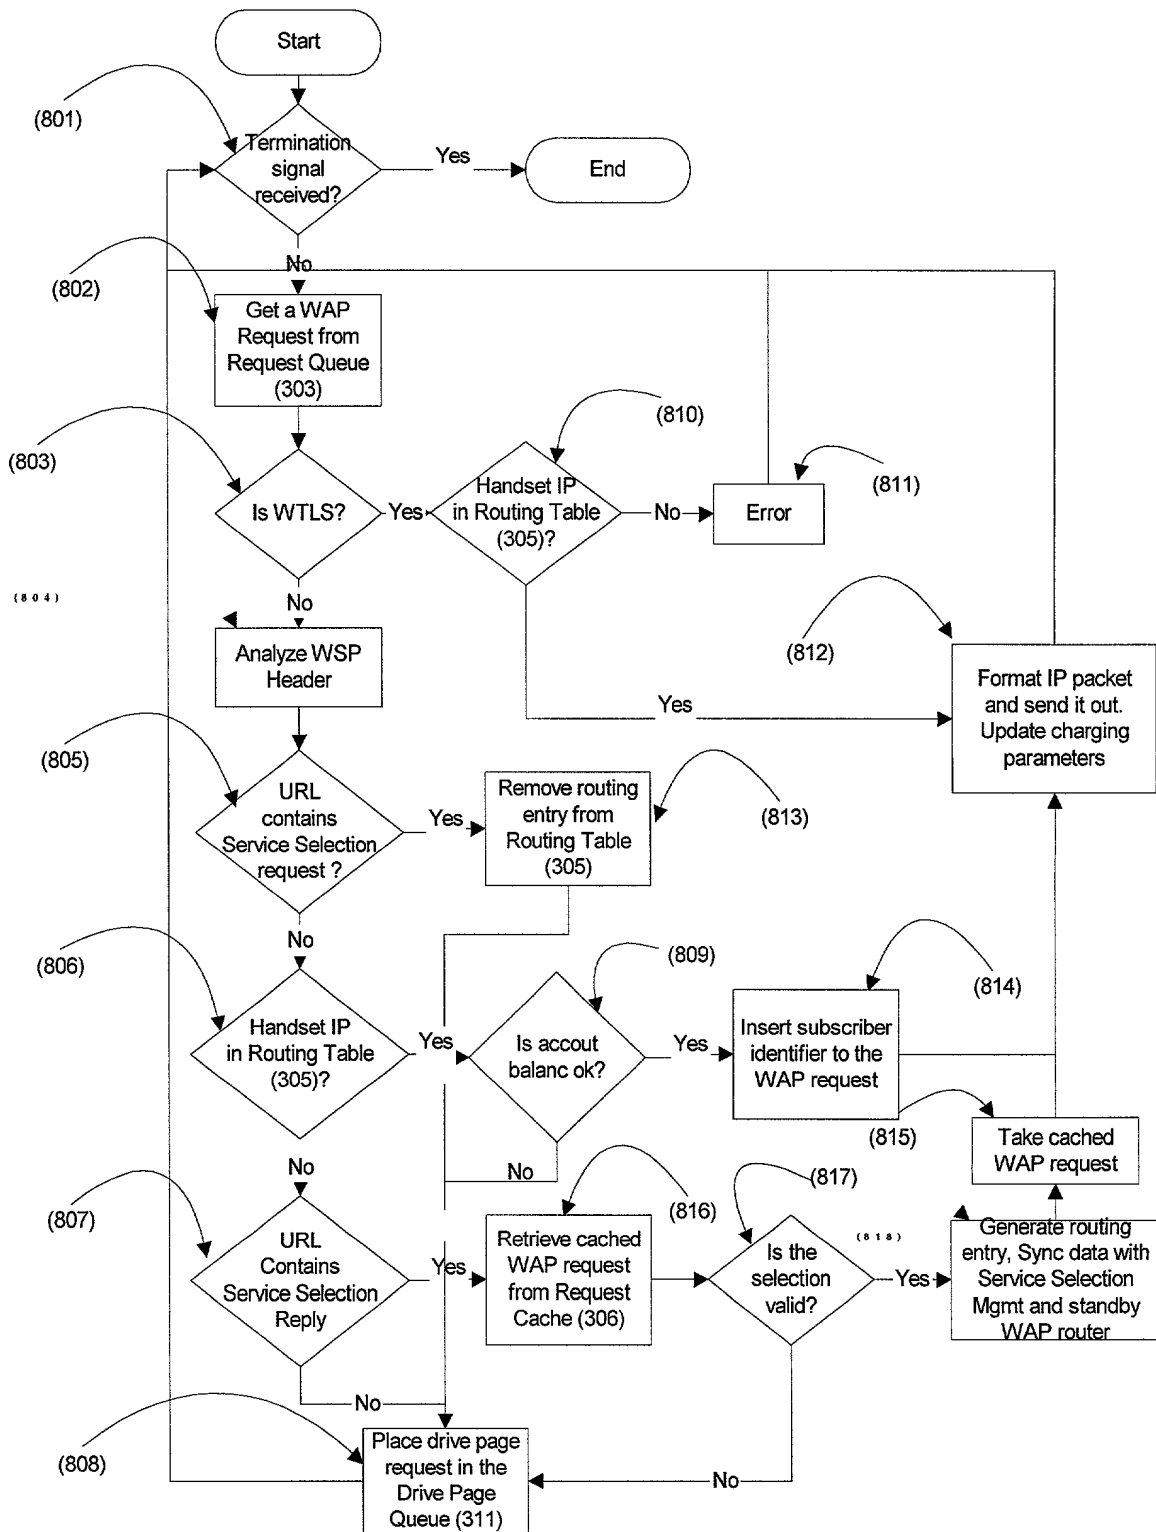 Start
(801)
Termination
signal
received?
Yes
End
No
(802)
Get a WAP
Request from
Request Queue
(303)
(803)
Is WTLS?
Yes
(810)
Handset IP
in Routing Table
(305)?
No
Error
(811)
(804)
No
Analyze WSP
Header
(812)
Format IP packet
and send it out.
Update charging
parameters
Yes
(805)
URL
contains
Service Selection
request ?
Yes
Remove routing
entry from
Routing Table
(305)
(813)
No
(806)
Handset IP
in Routing Table
(305)?
Yes
(809)
Is accout
balanc ok?
Yes
Insert subscriber
identifier to the
WAP request
(814)
No
(815)
Take cached
WAP request
No
(807)
URL
Contains
Service Selection
Reply
Yes
Retrieve cached
WAP request
from Request
Cache (306)
(816)
(817)
Is the
selection
valid?
(818)
Yes
Generate routing
entry, Sync data with
Service Selection
Mgmt and standby
WAP router
No
(808)
Place drive page
request in the
Drive Page
Queue (311)
No